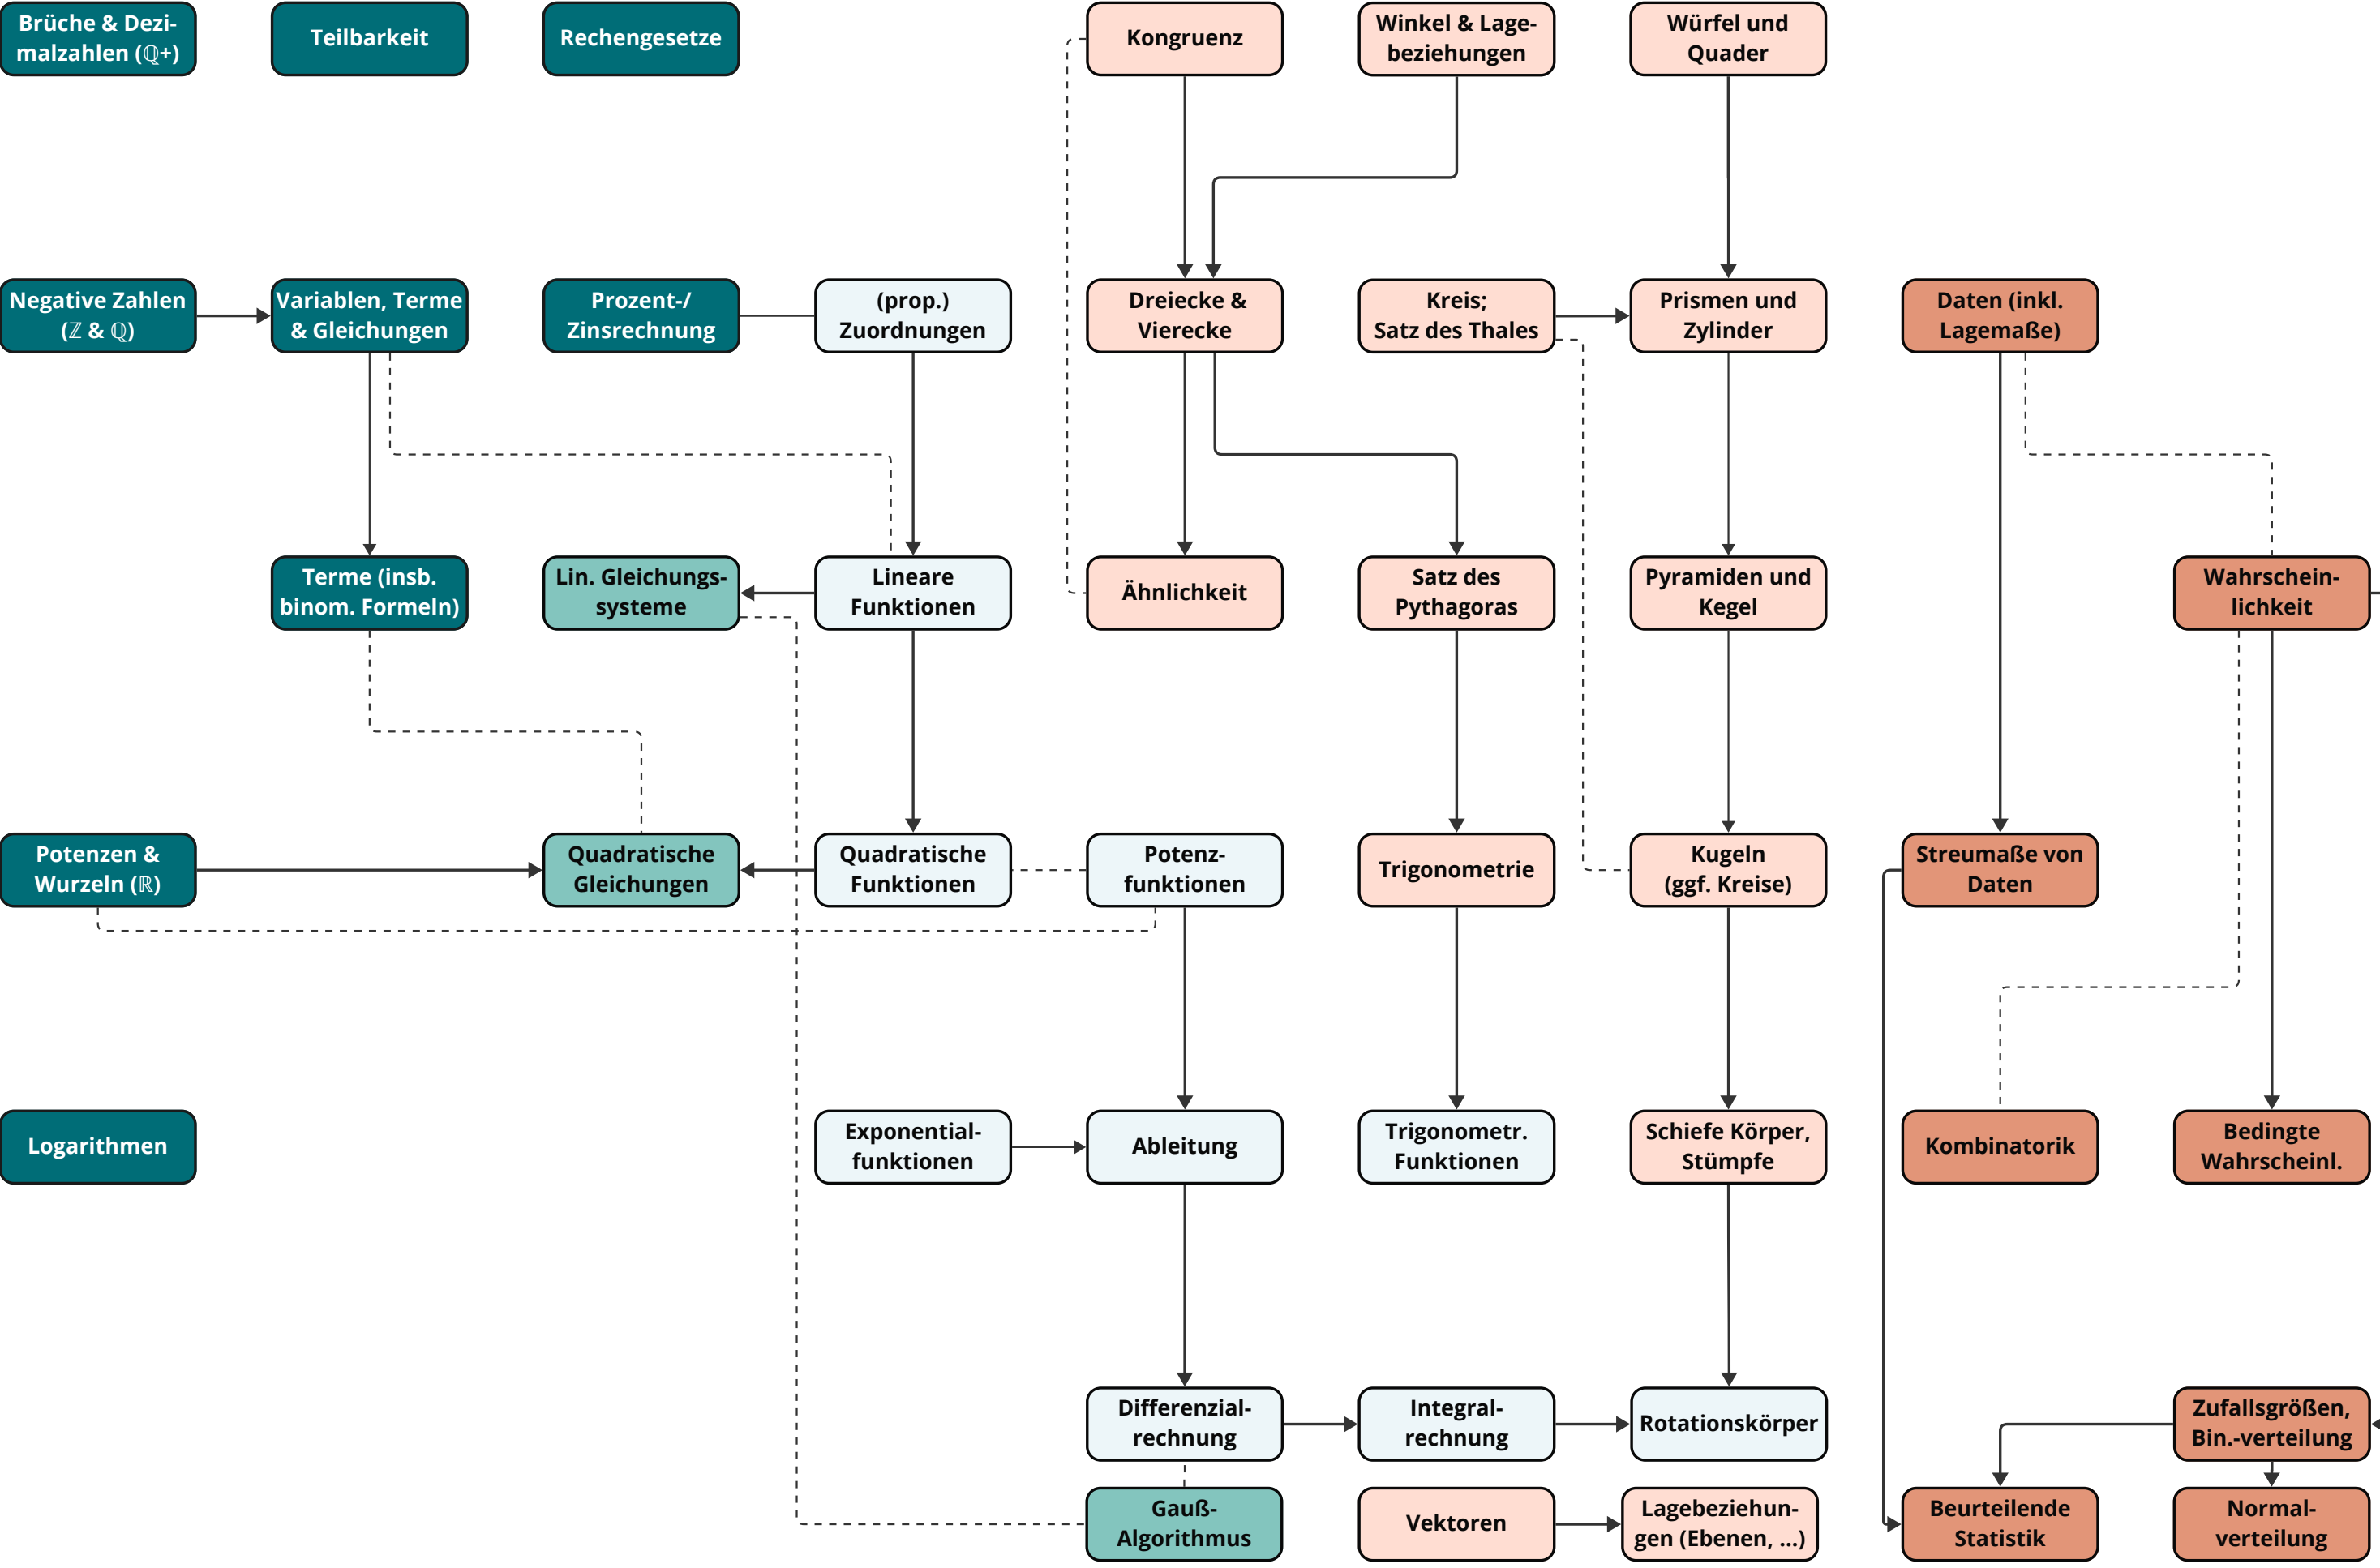 Brüche & Dezi-
malzahlen (ℚ+)
Teilbarkeit
Rechengesetze
Kongruenz
Winkel & Lage-
beziehungen
Würfel und
Quader
Negative Zahlen
(ℤ & ℚ)
Variablen, Terme
& Gleichungen
Prozent-/
Zinsrechnung
(prop.)
Zuordnungen
Dreiecke &
Vierecke
Kreis;
Satz des Thales
Prismen und
Zylinder
Daten (inkl.
Lagemaße)
Terme (insb.
binom. Formeln)
Lin. Gleichungs-
systeme
Lineare
Funktionen
Ähnlichkeit
Satz des
Pythagoras
Pyramiden und
Kegel
Wahrschein-
lichkeit
Potenzen &
Wurzeln (ℝ)
Quadratische
Gleichungen
Quadratische
Funktionen
Potenz-
funktionen
Trigonometrie
Kugeln
(ggf. Kreise)
Streumaße von
Daten
Logarithmen
Exponential-
funktionen
Ableitung
Trigonometr.
Funktionen
Schiefe Körper,
Stümpfe
Kombinatorik
Bedingte
Wahrscheinl.
Differenzial-
rechnung
Integral-
rechnung
Rotationskörper
Zufallsgrößen,
Bin.-verteilung
Gauß-
Algorithmus
Vektoren
Lagebeziehun-
gen (Ebenen, ...)
Beurteilende
Statistik
Normal-
verteilung